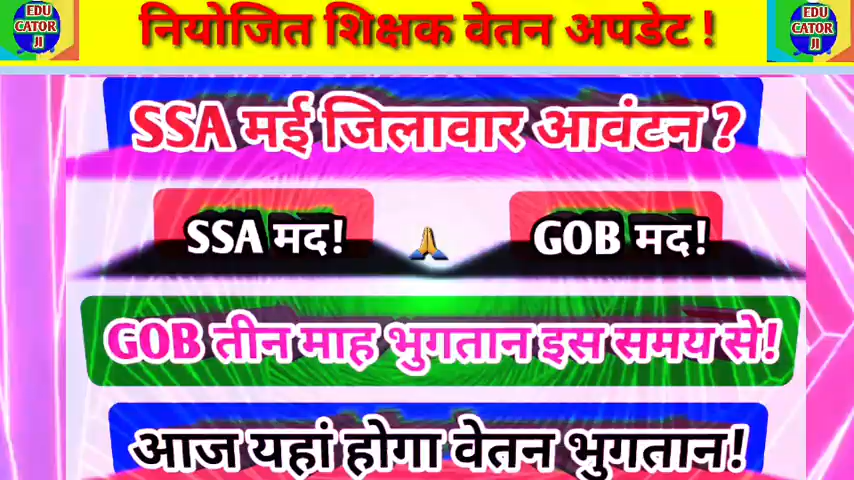 EDU
CATOR
JI
नियोजित शिक्षक वेतन अपडेट !
EDU
CATOR
JI
SSA मई जिलावार आवंटन ?
SSA मद!
GOB मद!
GOB तीन माह भुगतान इस समय से!
आज यहां होगा वेतन भुगतान!